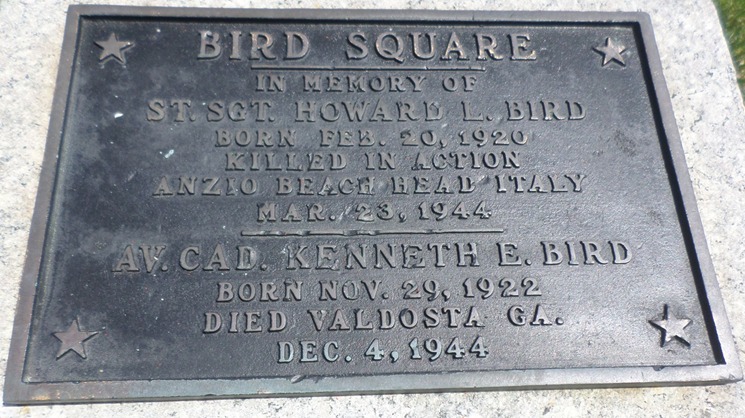 BIRD SQUARE
IN MEMORY OF
ST. SGT. HOWARD L. BIRD
BORN FEB. 20, 1920
KILLED IN ACTION
ANZIO BEACH HEAD ITALY
MAR. 23, 1944
AV. CAD. KENNETH E. BIRD
BORN NOV. 29, 1922
DIED VALDOSTA GA.
DEC. 4, 1944